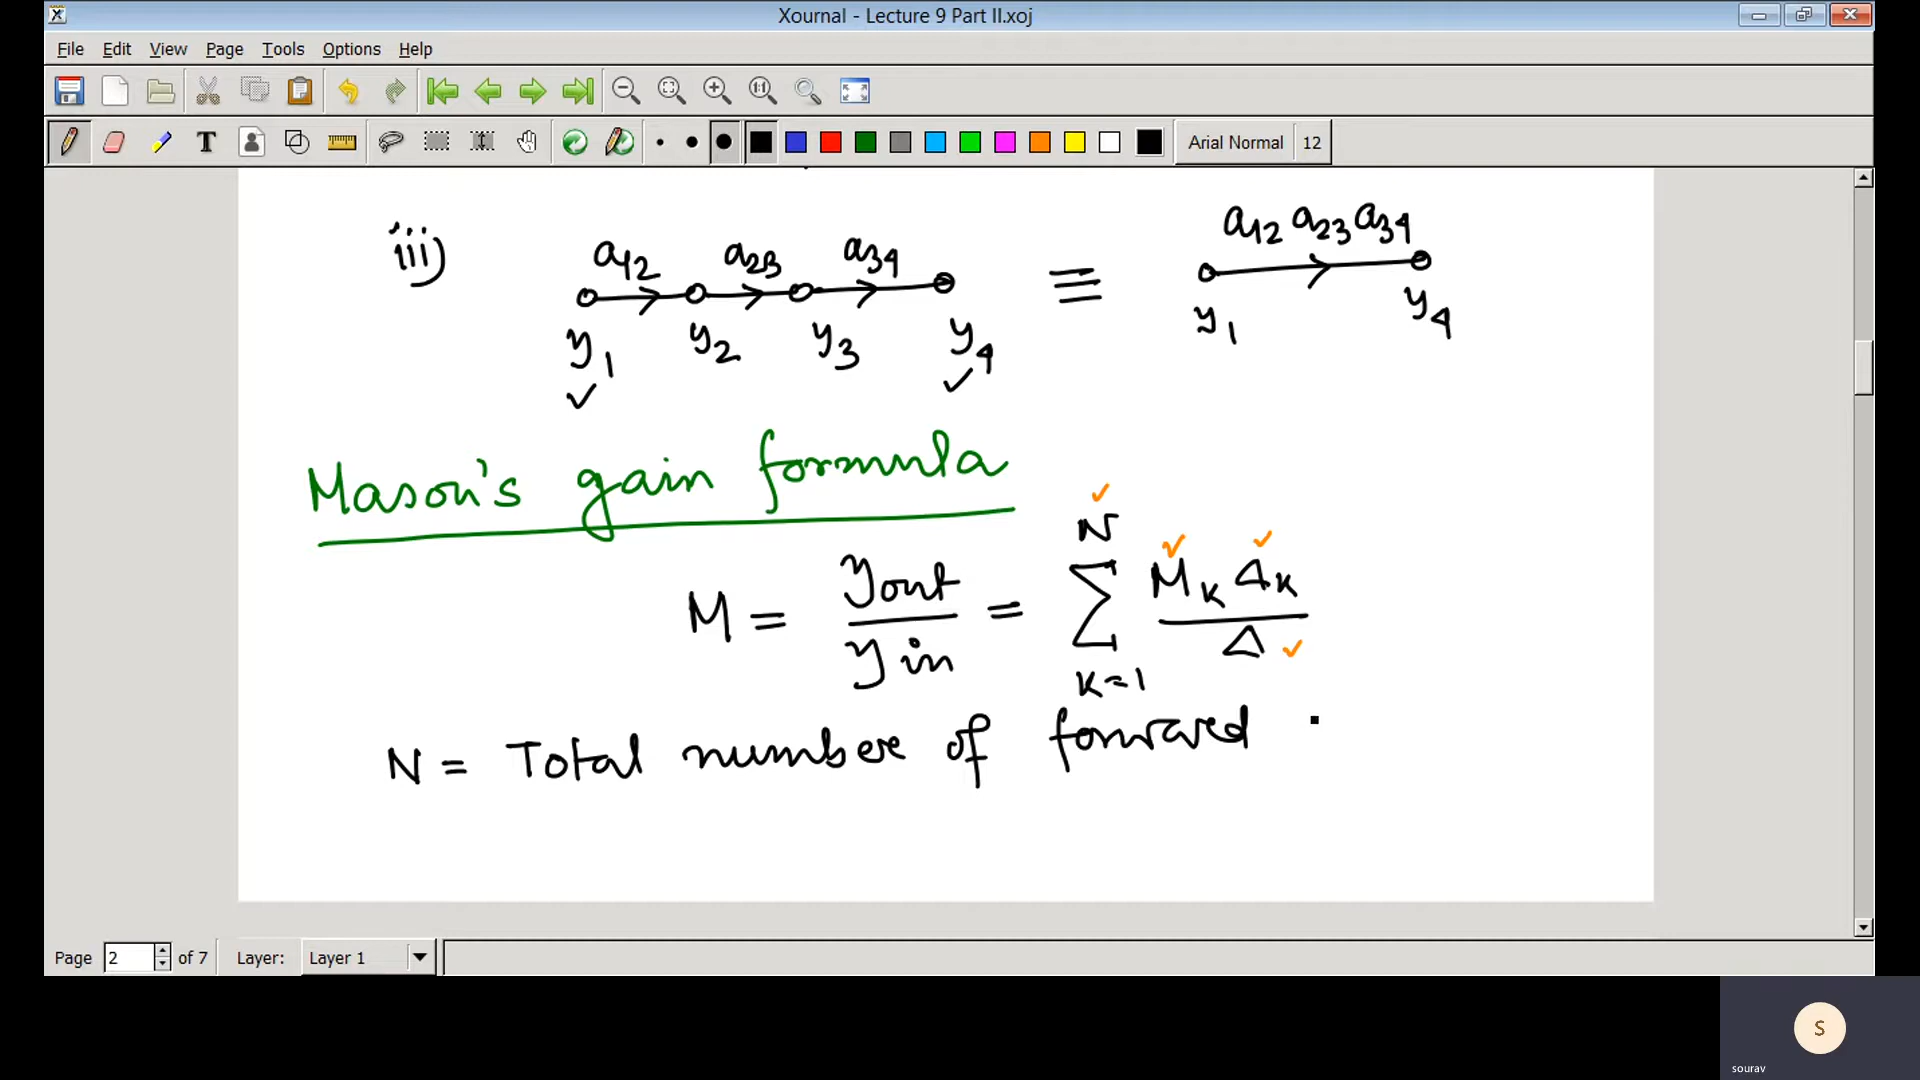 Xournal - Lecture 9 Part II.xoj
File Edit View Page Tools Options Help
Arial Normal 12
iii) a12 a23 a34 ≡ a12 a23 a34
y1 y2 y3 y4 y1 y4
✓ ✓
Mason's gain formula
M = yout / yin = N Σ k=1 Mk Δk / Δ
N = Total number of forward
Page 2 of 7 Layer: Layer 1
S
sourav